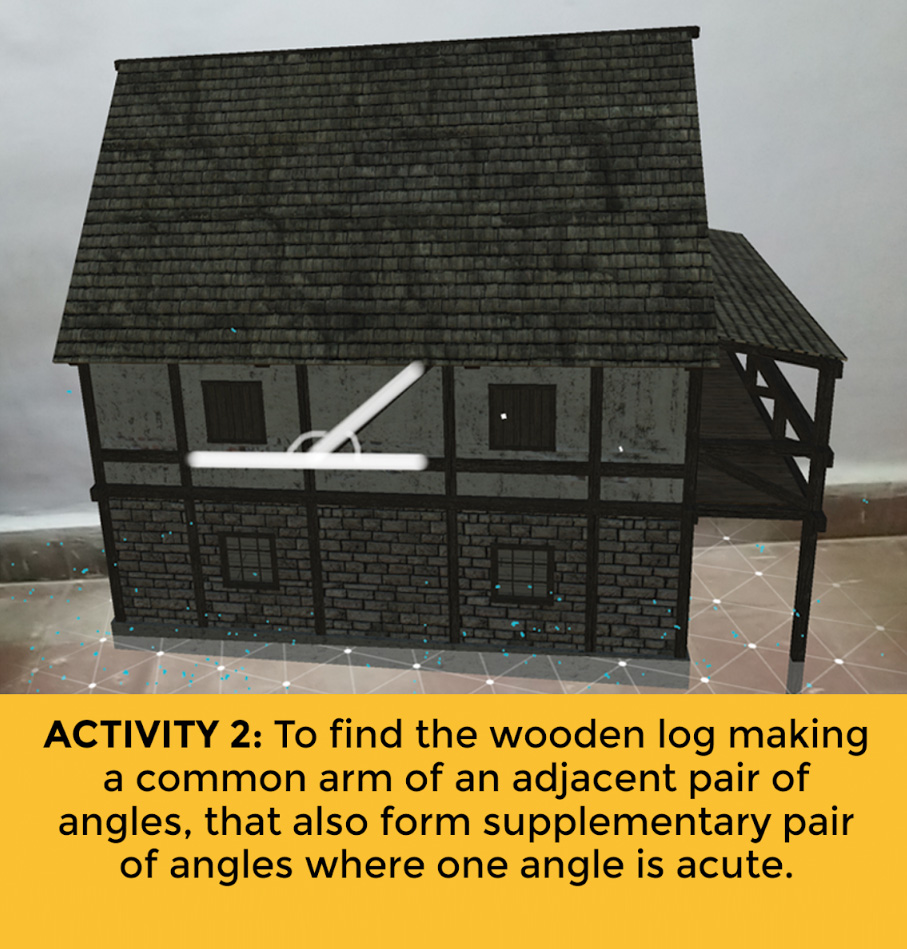 ACTIVITY 2: To find the wooden log making
a common arm of an adjacent pair of
angles, that also form supplementary pair
of angles where one angle is acute.